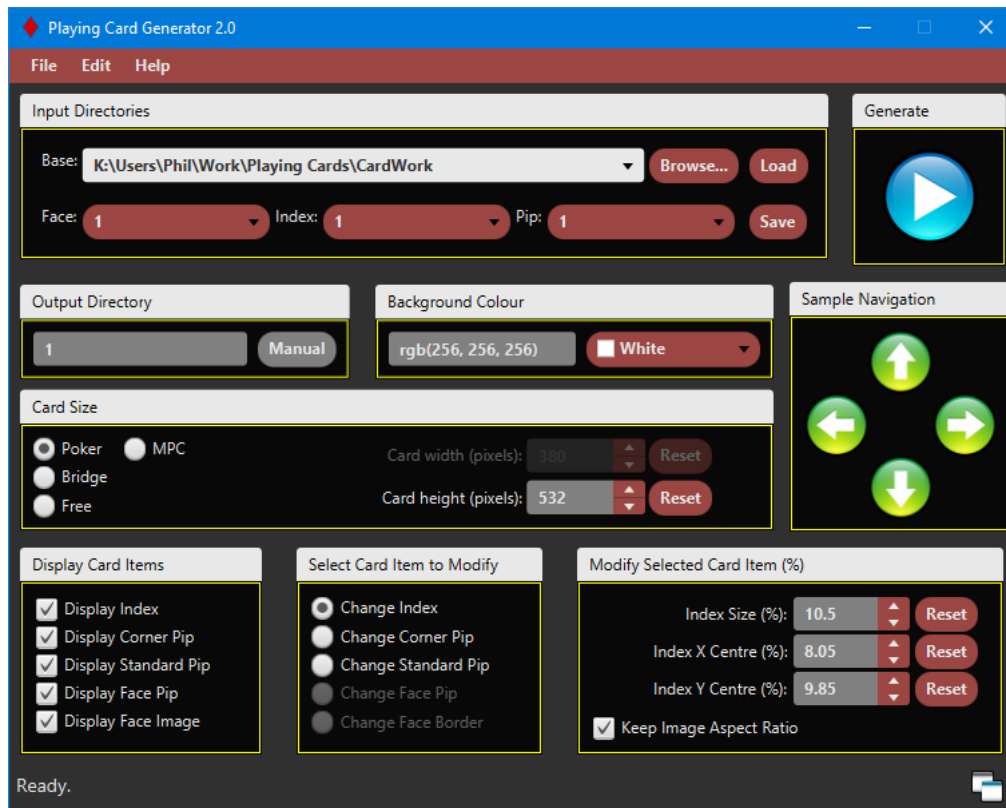 Playing Card Generator 2.0
File Edit Help
Input Directories
Base: K:\Users\Phil\Work\Playing Cards\CardWork Browse... Load
Face: 1 Index: 1 Pip: 1 Save
Generate
Output Directory
1 Manual
Background Colour
rgb(256, 256, 256) White
Sample Navigation
Card Size
Poker MPC
Bridge
Free
Card width (pixels): 380 Reset
Card height (pixels): 532 Reset
Display Card Items
Display Index
Display Corner Pip
Display Standard Pip
Display Face Pip
Display Face Image
Select Card Item to Modify
Change Index
Change Corner Pip
Change Standard Pip
Change Face Pip
Change Face Border
Modify Selected Card Item (%)
Index Size (%): 10.5 Reset
Index X Centre (%): 8.05 Reset
Index Y Centre (%): 9.85 Reset
Keep Image Aspect Ratio
Ready.